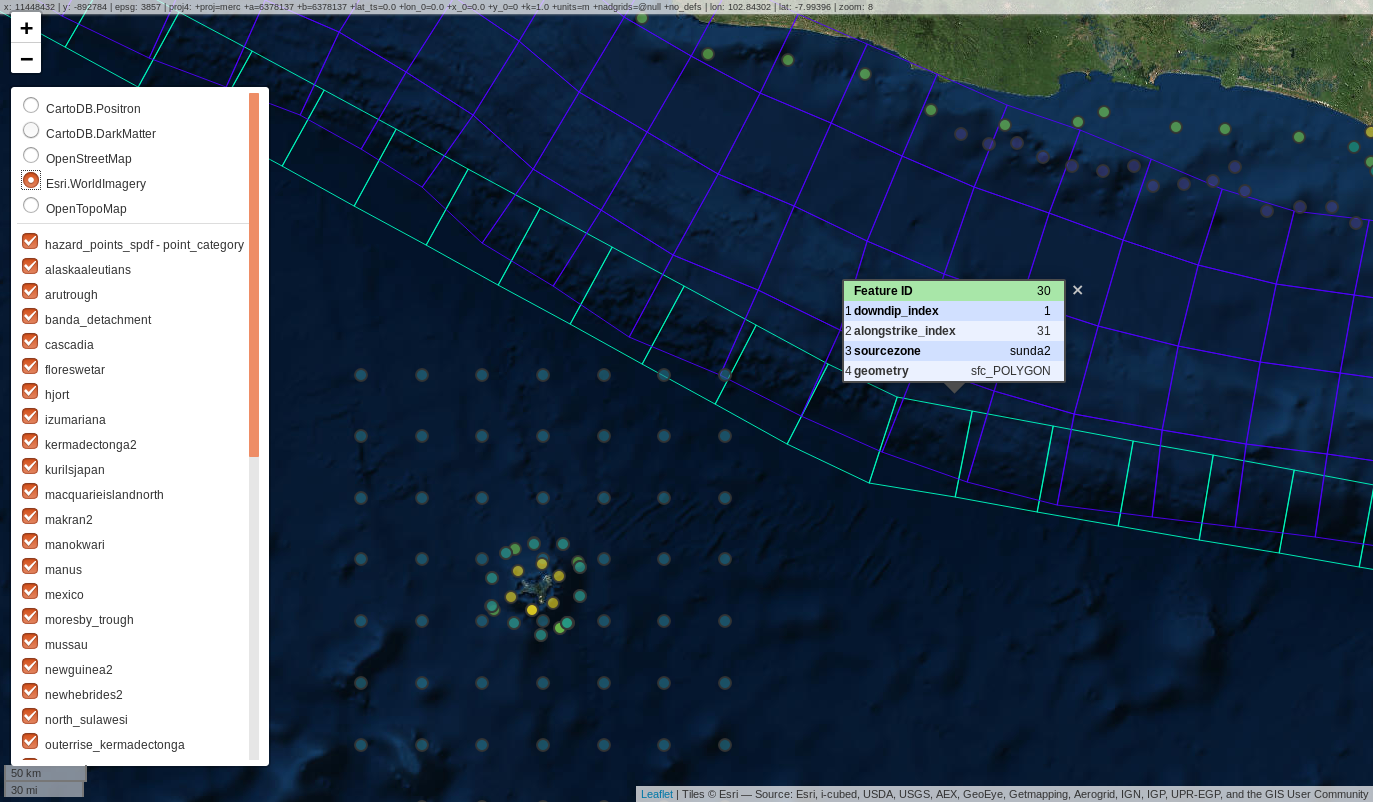 x: 11448432 | y: -892784 | epsg: 3857 | proj4: +proj=merc +a=6378137 +b=6378137 +lat_ts=0.0 +lon_0=0.0 +x_0=0.0 +y_0=0 +k=1.0 +units=m +nadgrids=@null +no_defs | lon: 102.84302 | lat: -7.99396 | zoom: 8
+
−
CartoDB.Positron
CartoDB.DarkMatter
OpenStreetMap
Esri.WorldImagery
OpenTopoMap
hazard_points_spdf - point_category
alaskaaleutians
arutrough
banda_detachment
cascadia
floreswetar
hjort
izumariana
kermadectonga2
kurilsjapan
macquarieislandnorth
makran2
manokwari
manus
mexico
moresby_trough
mussau
newguinea2
newhebrides2
north_sulawesi
outerrise_kermadectonga
Feature ID 30 ×
1 downdip_index 1
2 alongstrike_index 31
3 sourcezone sunda2
4 geometry sfc_POLYGON
50 km
30 mi
Leaflet | Tiles © Esri — Source: Esri, i-cubed, USDA, USGS, AEX, GeoEye, Getmapping, Aerogrid, IGN, IGP, UPR-EGP, and the GIS User Community